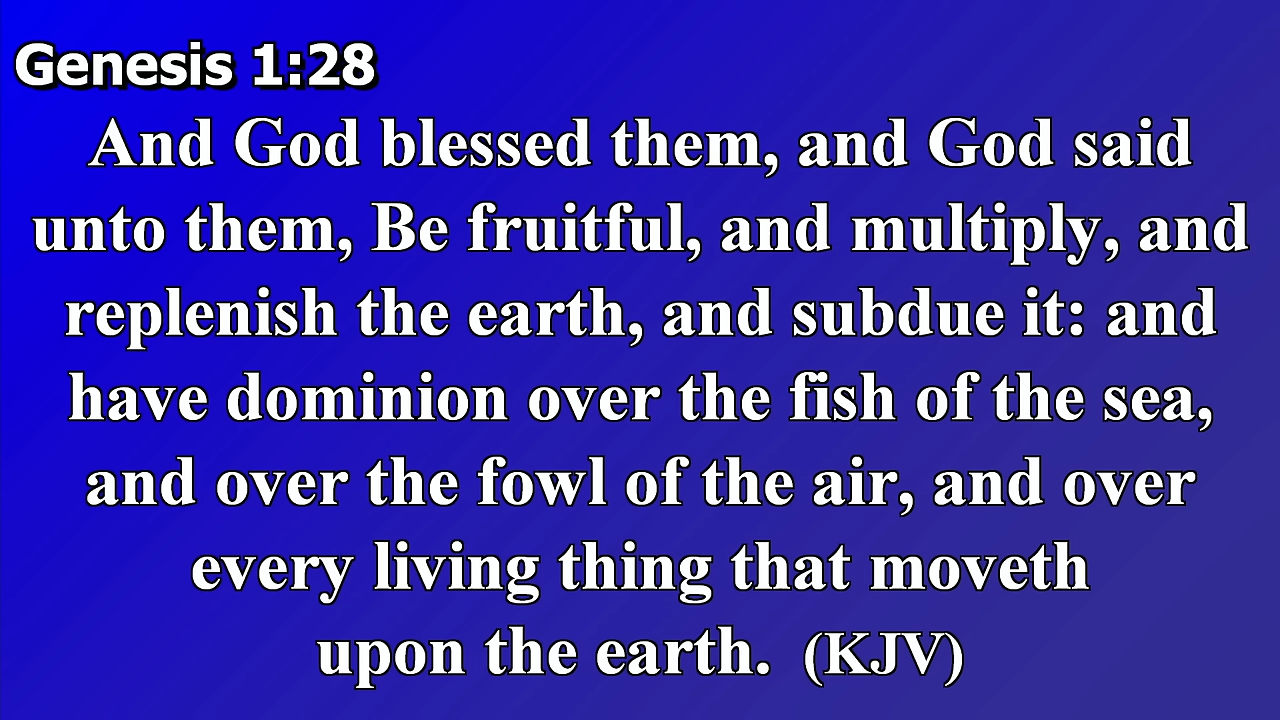 Genesis 1:28
And God blessed them, and God said
unto them, Be fruitful, and multiply, and
replenish the earth, and subdue it: and
have dominion over the fish of the sea,
and over the fowl of the air, and over
every living thing that moveth
upon the earth. (KJV)